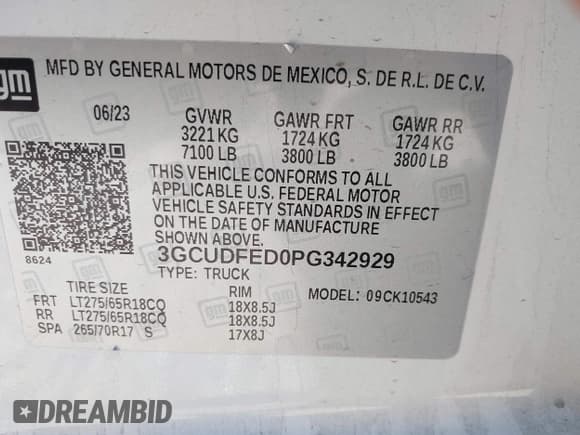 gm
MFD BY GENERAL MOTORS DE MEXICO, S. DE R.L. DE C.V.
06/23 GVWR GAWR FRT GAWR RR
3221 KG 1724 KG 1724 KG
7100 LB 3800 LB 3800 LB
THIS VEHICLE CONFORMS TO ALL
APPLICABLE U.S. FEDERAL MOTOR
VEHICLE SAFETY STANDARDS IN EFFECT
ON THE DATE OF MANUFACTURE
SHOWN ABOVE.
8624
3GCUDFED0PG342929
TYPE: TRUCK
TIRE SIZE RIM MODEL: 09CK10543
FRT LT275/65R18CQ 18X8.5J
RR LT275/65R18CQ 18X8.5J
SPA 265/70R17 S 17X8J
DREAMBID